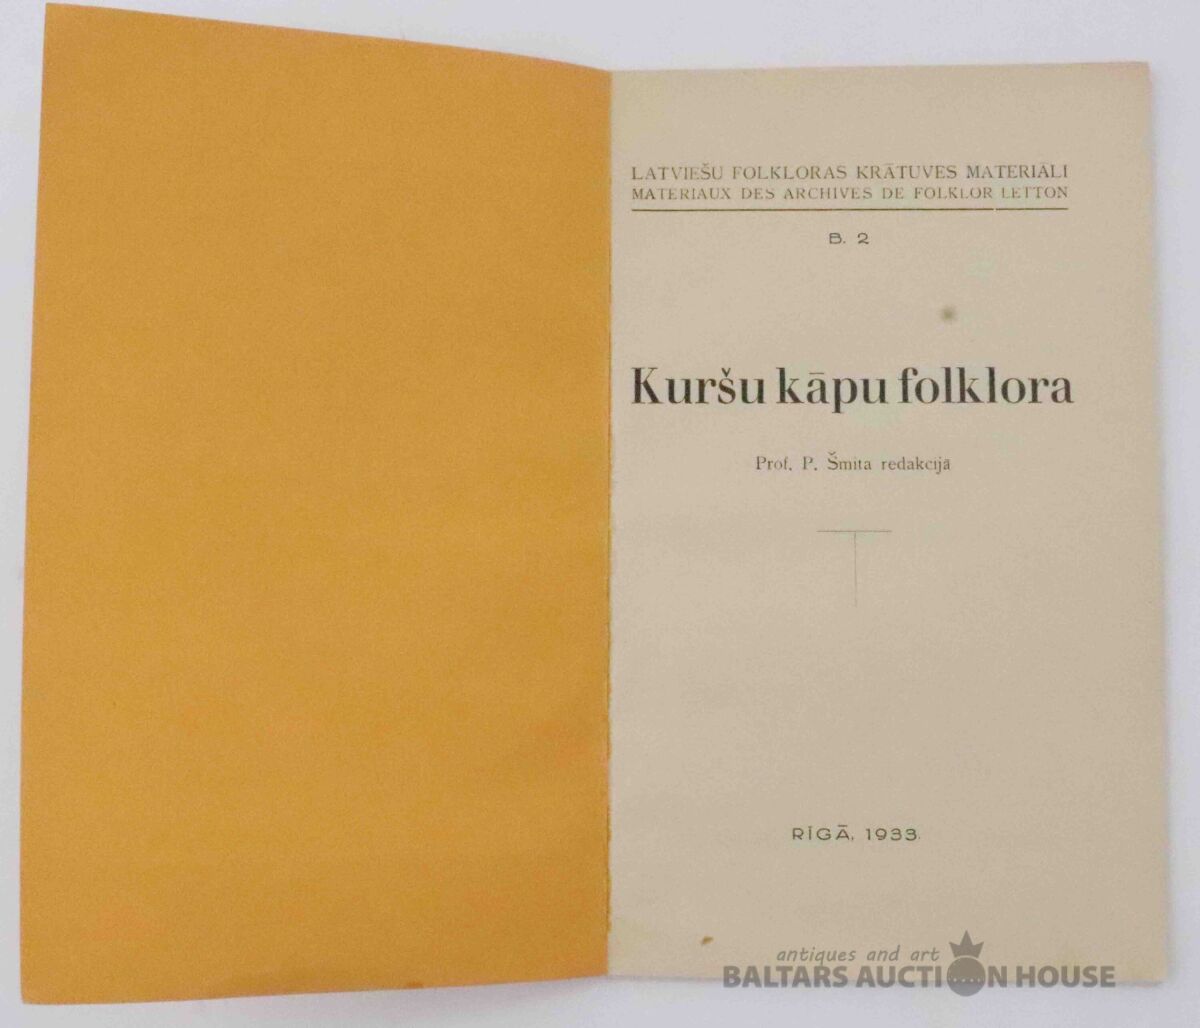 LATVIEŠU FOLKLORAS KRĀTUVES MATERIĀLI
MATERIAUX DES ARCHIVES DE FOLKLOR LETTON
B. 2
Kuršu kāpu folklora
Prof. P. Šmita redakcijā
RĪGĀ, 1933.
antiques and art
BALTARS AUCTION HOUSE